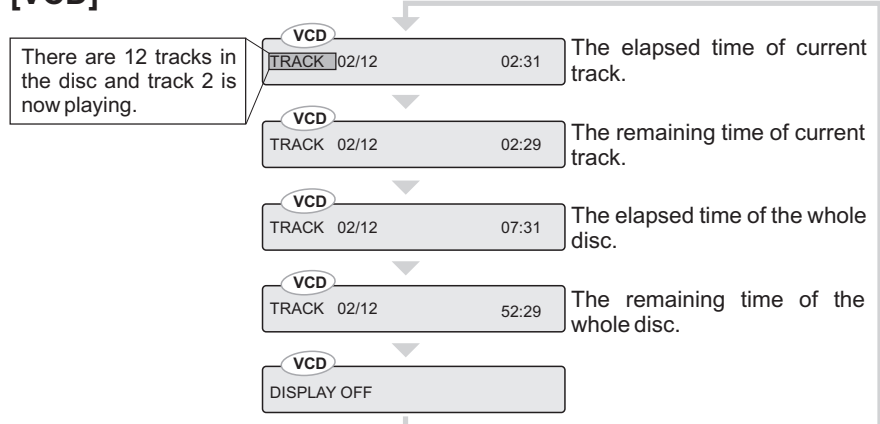 [VCD]
There are 12 tracks in
the disc and track 2 is
now playing.
VCD
TRACK 02/12 02:31
The elapsed time of current
track.
VCD
TRACK 02/12 02:29
The remaining time of current
track.
VCD
TRACK 02/12 07:31
The elapsed time of the whole
disc.
VCD
TRACK 02/12 52:29
The remaining time of the
whole disc.
VCD
DISPLAY OFF